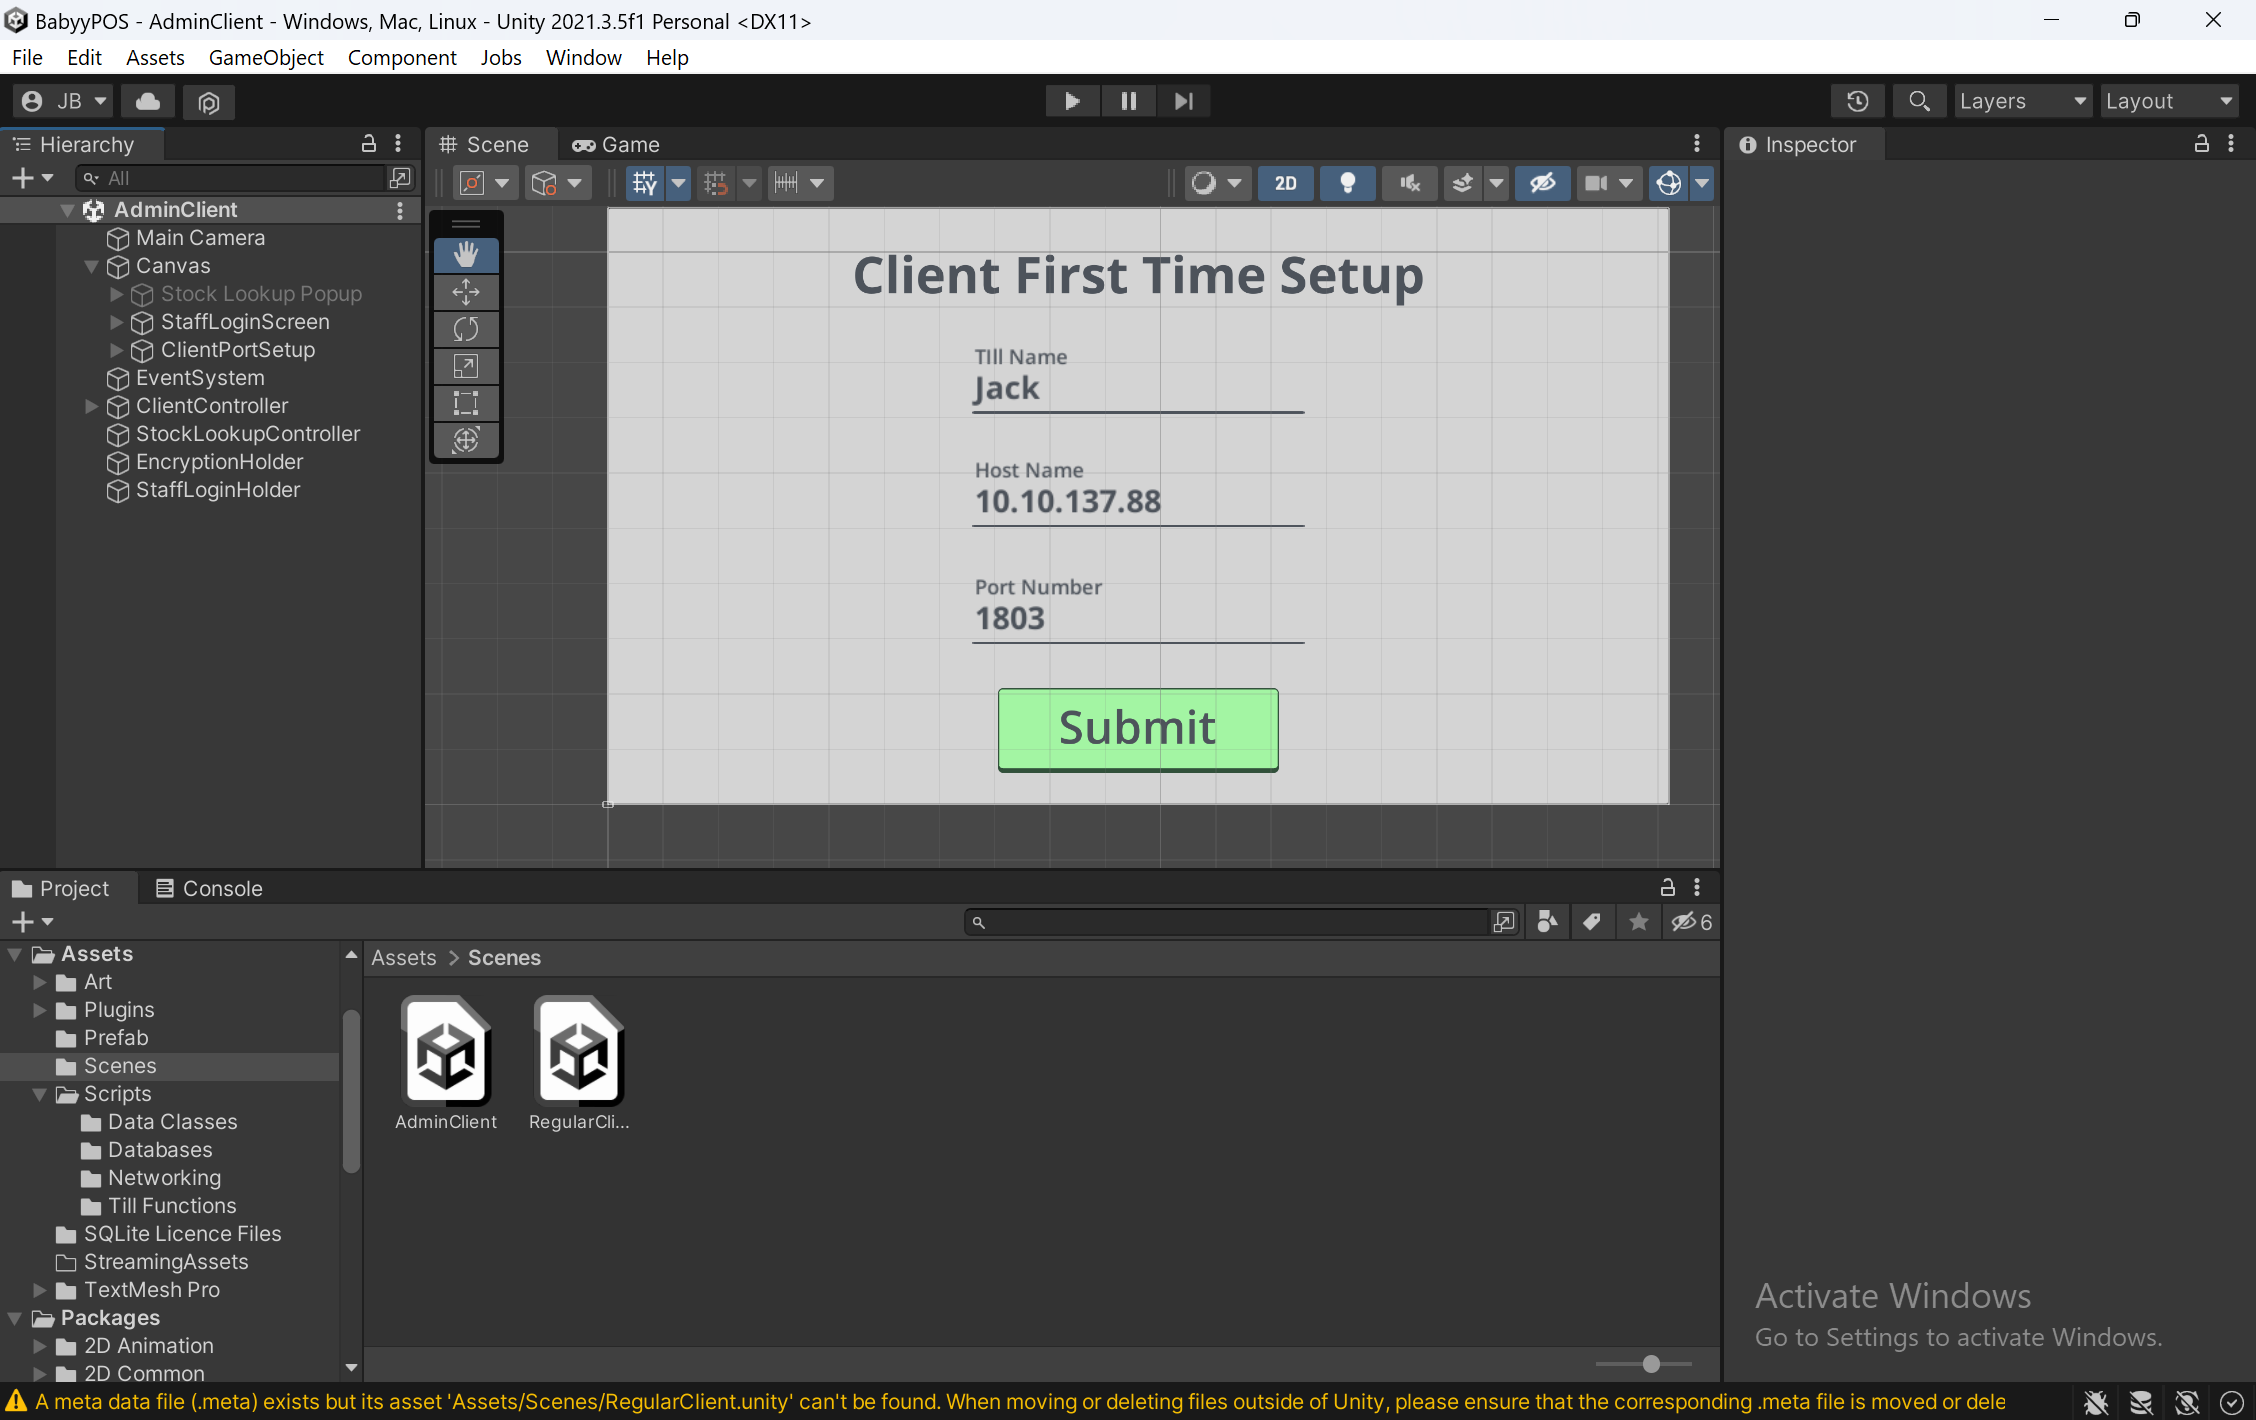 BabyyPOS - AdminClient - Windows, Mac, Linux - Unity 2021.3.5f1 Personal <DX11>
File Edit Assets GameObject Component Jobs Window Help
JB Layers Layout
Hierarchy
All
AdminClient
Main Camera
Canvas
Stock Lookup Popup
StaffLoginScreen
ClientPortSetup
EventSystem
ClientController
StockLookupController
EncryptionHolder
StaffLoginHolder
Scene Game
2D
Client First Time Setup
TIll Name
Jack
Host Name
10.10.137.88
Port Number
1803
Submit
Inspector
Project Console
6
Assets
Art
Plugins
Prefab
Scenes
Scripts
Data Classes
Databases
Networking
Till Functions
SQLite Licence Files
StreamingAssets
TextMesh Pro
Packages
2D Animation
2D Common
Assets > Scenes
AdminClient RegularCli...
Activate Windows
Go to Settings to activate Windows.
A meta data file (.meta) exists but its asset 'Assets/Scenes/RegularClient.unity' can't be found. When moving or deleting files outside of Unity, please ensure that the corresponding .meta file is moved or dele